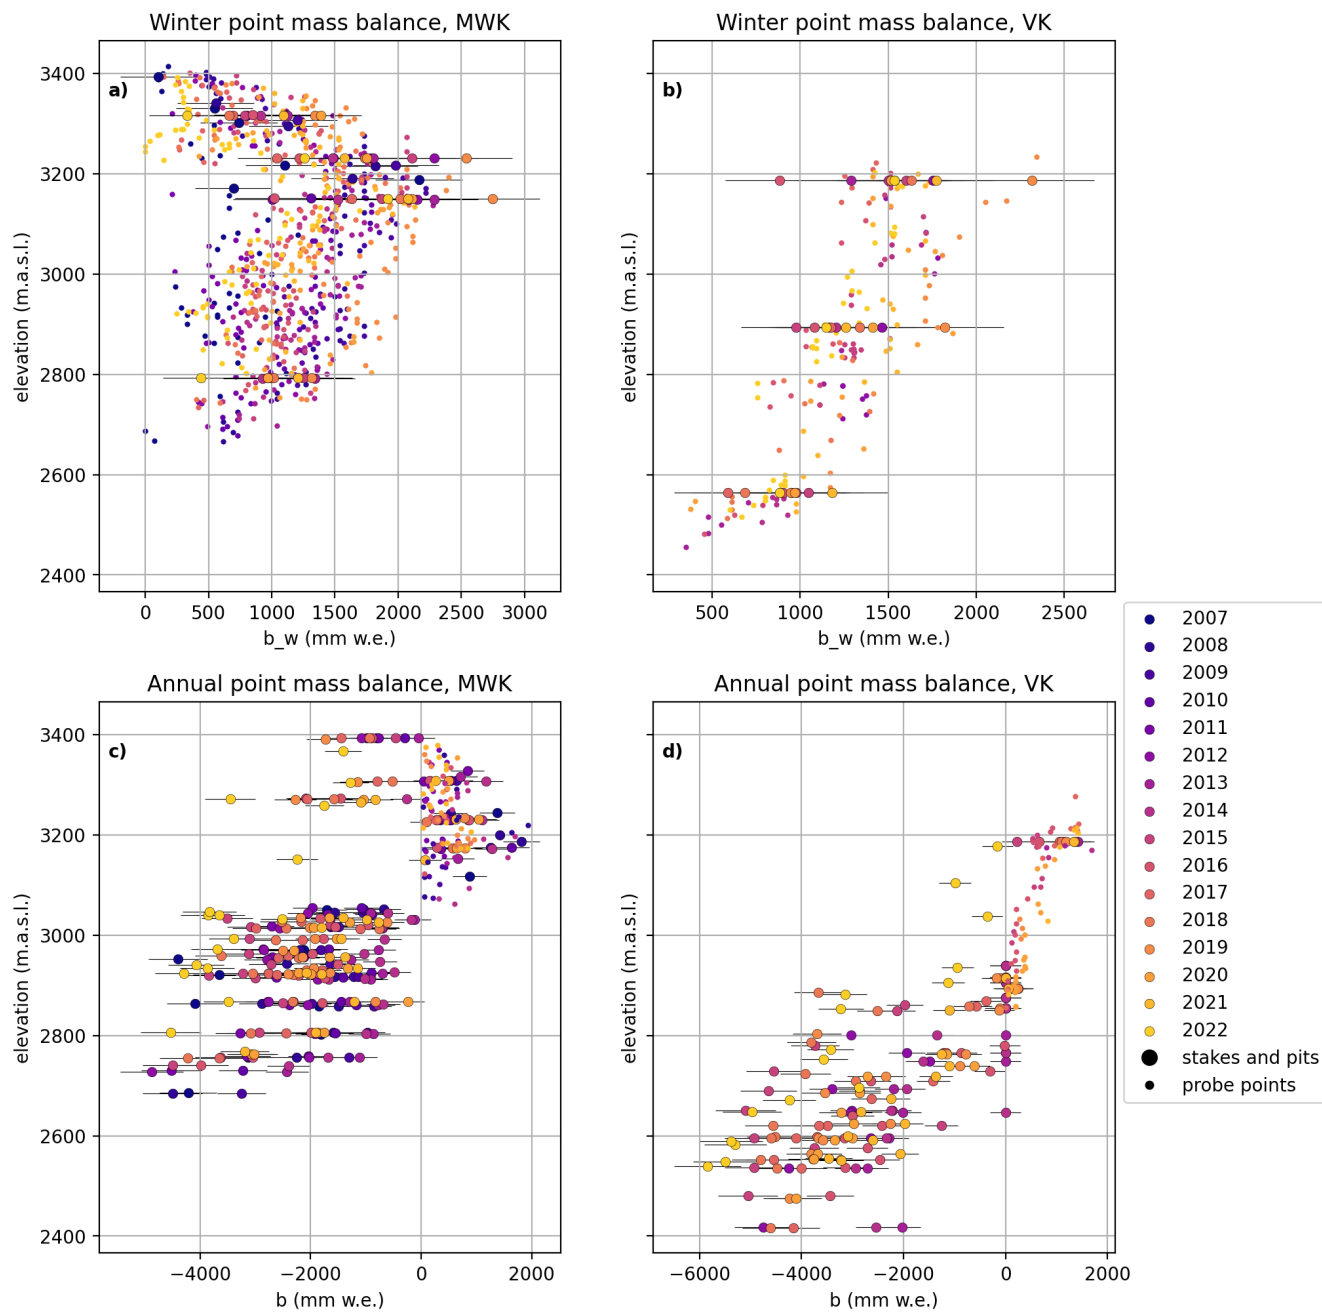 Winter point mass balance, MWK
Winter point mass balance, VK
a)
b)
3400
3200
3000
2800
2600
2400
elevation (m.a.s.l.)
elevation (m.a.s.l.)
0 500 1000 1500 2000 2500 3000
500 1000 1500 2000 2500
b_w (mm w.e.)
b_w (mm w.e.)
Annual point mass balance, MWK
Annual point mass balance, VK
c)
d)
3400
3200
3000
2800
2600
2400
elevation (m.a.s.l.)
elevation (m.a.s.l.)
−4000 −2000 0 2000
−6000 −4000 −2000 0 2000
b (mm w.e.)
b (mm w.e.)
2007
2008
2009
2010
2011
2012
2013
2014
2015
2016
2017
2018
2019
2020
2021
2022
stakes and pits
probe points